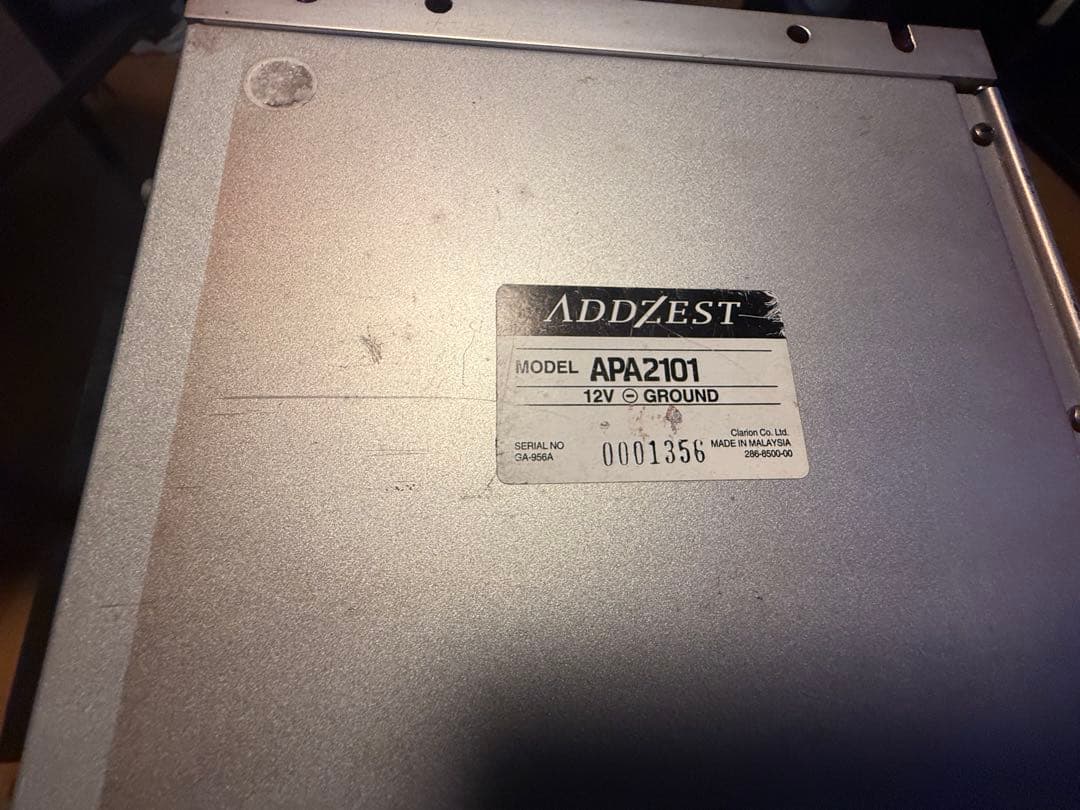 ADDZEST
MODEL APA2101
12V ⊖ GROUND
Clarion Co. Ltd.
SERIAL NO 0001356 MADE IN MALAYSIA
GA-956A 286-8500-00